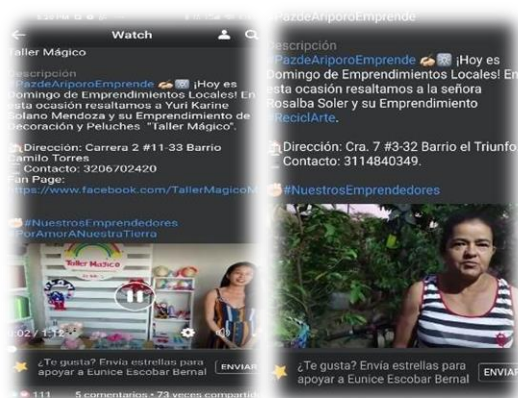 Watch
Taller Mágico
Descripción
#PazdeAriporoEmprende ¡Hoy es
Domingo de Emprendimientos Locales! En
esta ocasión resaltamos a Yuri Karine
Solano Mendoza y su Emprendimiento de
Decoración y Peluches "Taller Mágico".
Dirección: Carrera 2 #11-33 Barrio
Camilo Torres
Contacto: 3206702420
Fan Page:
https://www.facebook.com/TallerMagicoM
#NuestrosEmprendedores
#PorAmorANuestraTierra
Taller Mágico
0:02 / 1:12
¿Te gusta? Envía estrellas para
apoyar a Eunice Escobar Bernal
ENVIAR
111
5 comentarios • 73 veces compartido
#PazdeAriporoEmprende
Descripción
#PazdeAriporoEmprende ¡Hoy es
Domingo de Emprendimientos Locales! En
esta ocasión resaltamos a la señora
Rosalba Soler y su Emprendimiento
#ReciclArte.
Dirección: Cra. 7 #3-32 Barrio el Triunfo
Contacto: 3114840349.
#NuestrosEmprendedores
¿Te gusta? Envía estrellas para
apoyar a Eunice Escobar Bernal
ENVIAR